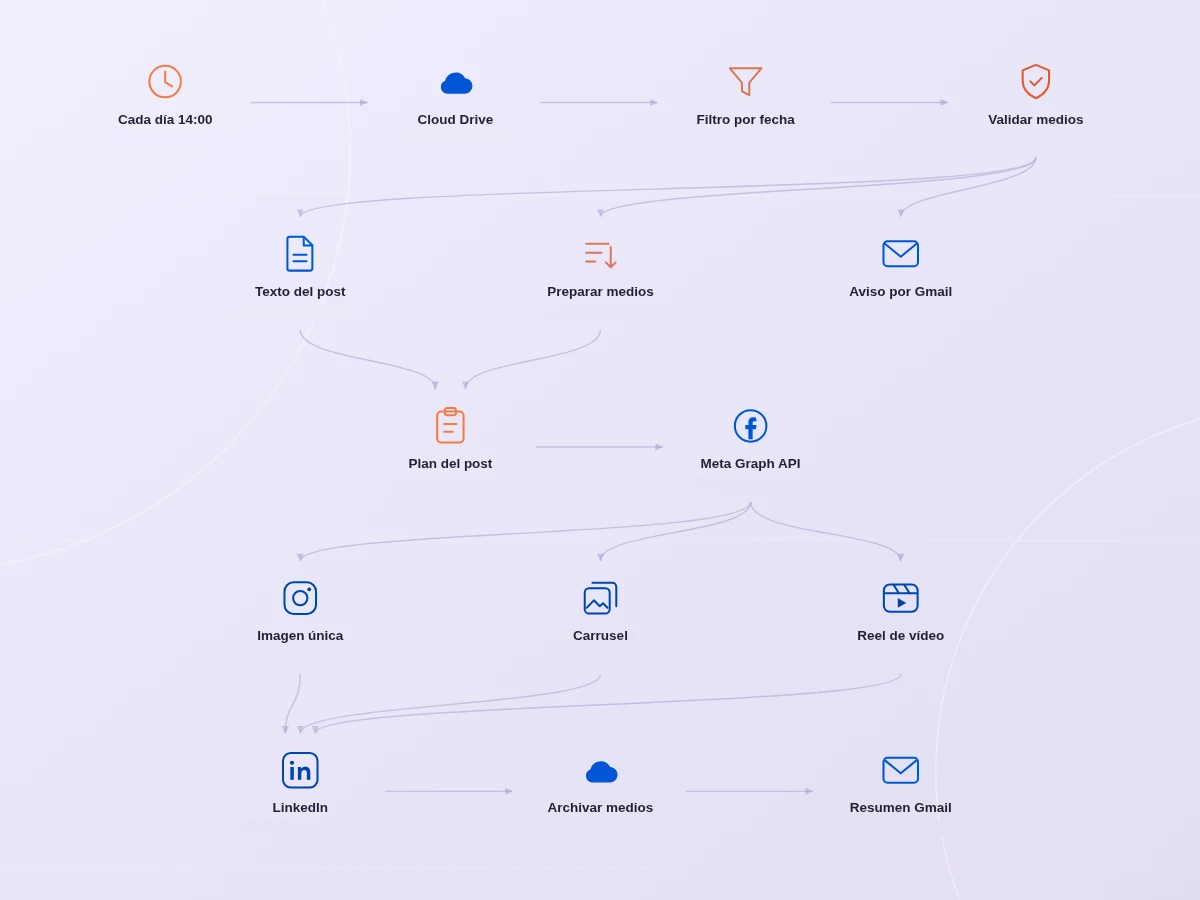 Cada día 14:00
Cloud Drive
Filtro por fecha
Validar medios
Texto del post
Preparar medios
Aviso por Gmail
Plan del post
Meta Graph API
Imagen única
Carrusel
Reel de vídeo
in
LinkedIn
Archivar medios
Resumen Gmail